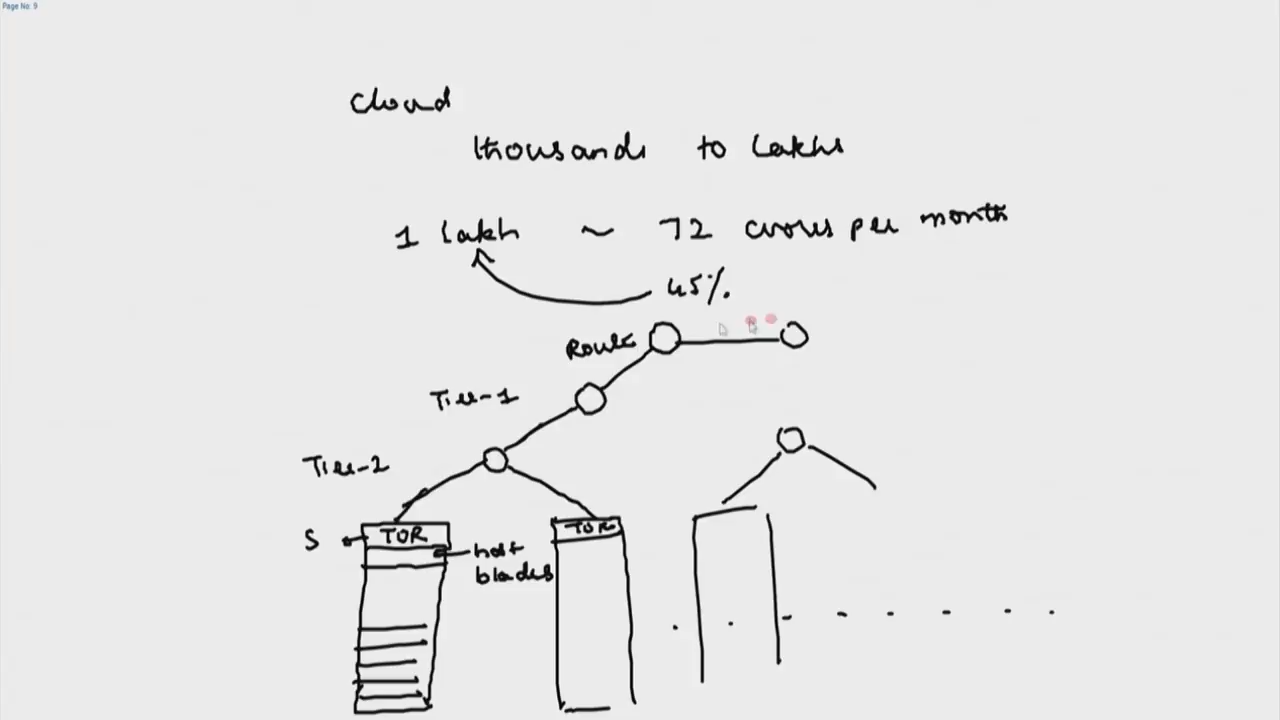 Page No: 9
Cloud
thousands to Lakhs
1 Lakh ~ 72 crores per month
45%.
Router
Tier-1
Tier-2
S
TOR
TOR
host
blades